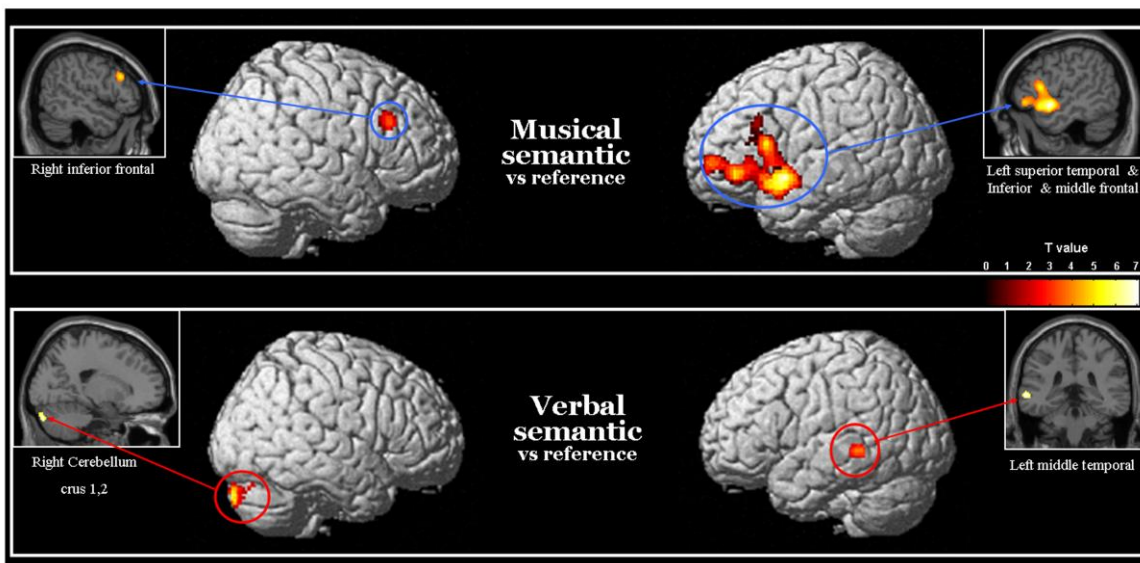 Musical
semantic
vs reference
Right inferior frontal
Left superior temporal &
Inferior & middle frontal
T value
0 1 2 3 4 5 6 7
Verbal
semantic
vs reference
Right Cerebellum
crus 1,2
Left middle temporal